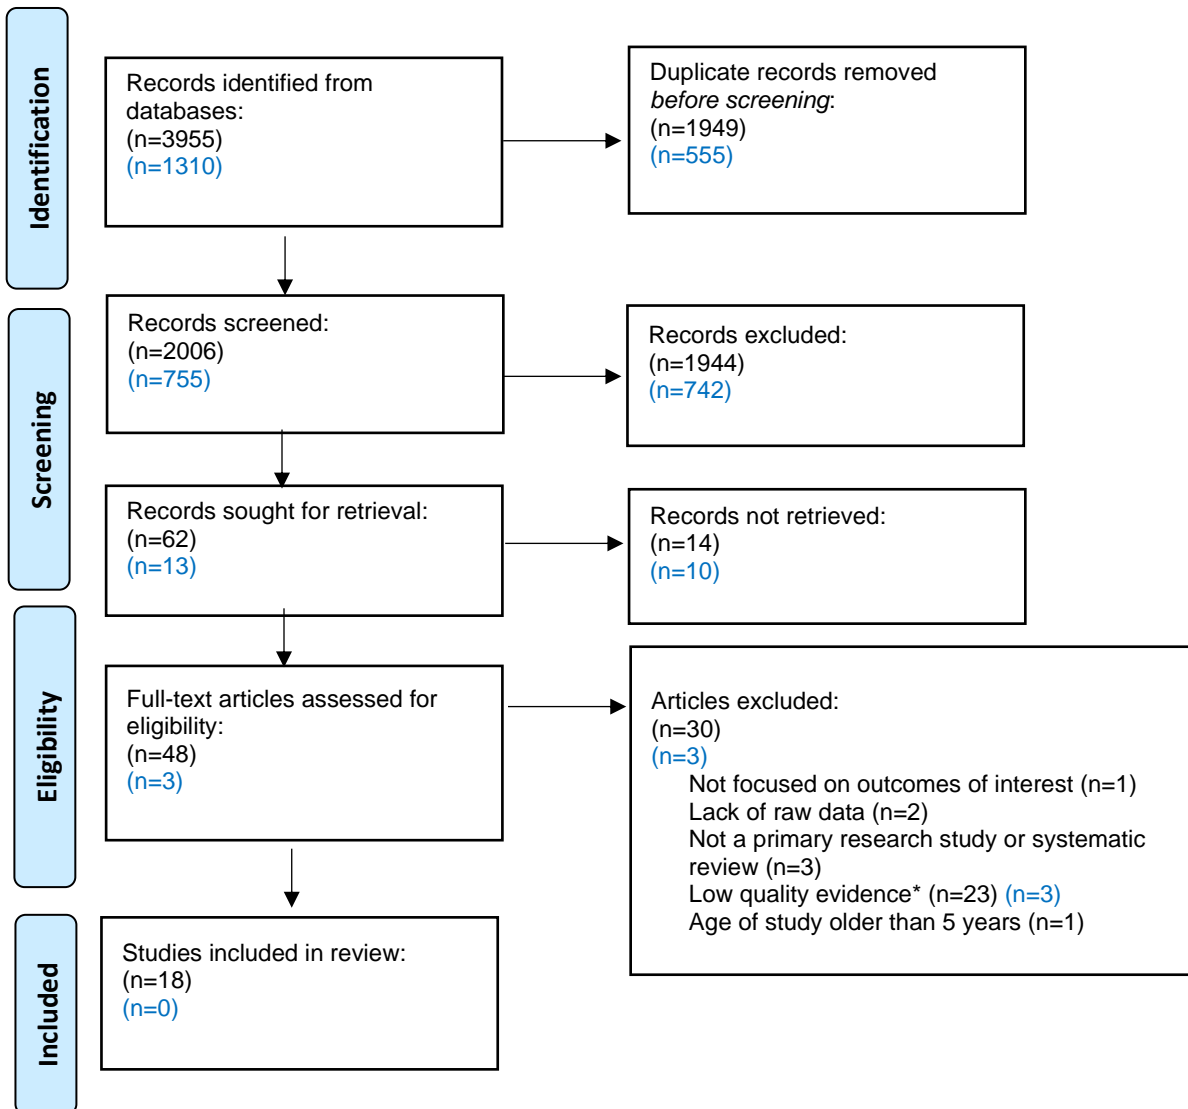 Identification
Records identified from
databases:
(n=3955)
(n=1310)
Duplicate records removed
before screening:
(n=1949)
(n=555)
Screening
Records screened:
(n=2006)
(n=755)
Records excluded:
(n=1944)
(n=742)
Records sought for retrieval:
(n=62)
(n=13)
Records not retrieved:
(n=14)
(n=10)
Eligibility
Full-text articles assessed for
eligibility:
(n=48)
(n=3)
Articles excluded:
(n=30)
(n=3)
Not focused on outcomes of interest (n=1)
Lack of raw data (n=2)
Not a primary research study or systematic
review (n=3)
Low quality evidence* (n=23) (n=3)
Age of study older than 5 years (n=1)
Included
Studies included in review:
(n=18)
(n=0)